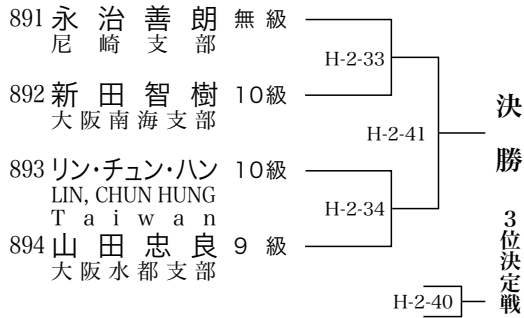 891 永治善朗 無級
尼崎支部
H-2-33
892 新田智樹 10級
大阪南海支部
H-2-41
決勝
893 リン・チュン・ハン 10級
LIN, CHUN HUNG
Taiwan
H-2-34
894 山田忠良 9級
大阪水都支部
3位決定戦
H-2-40